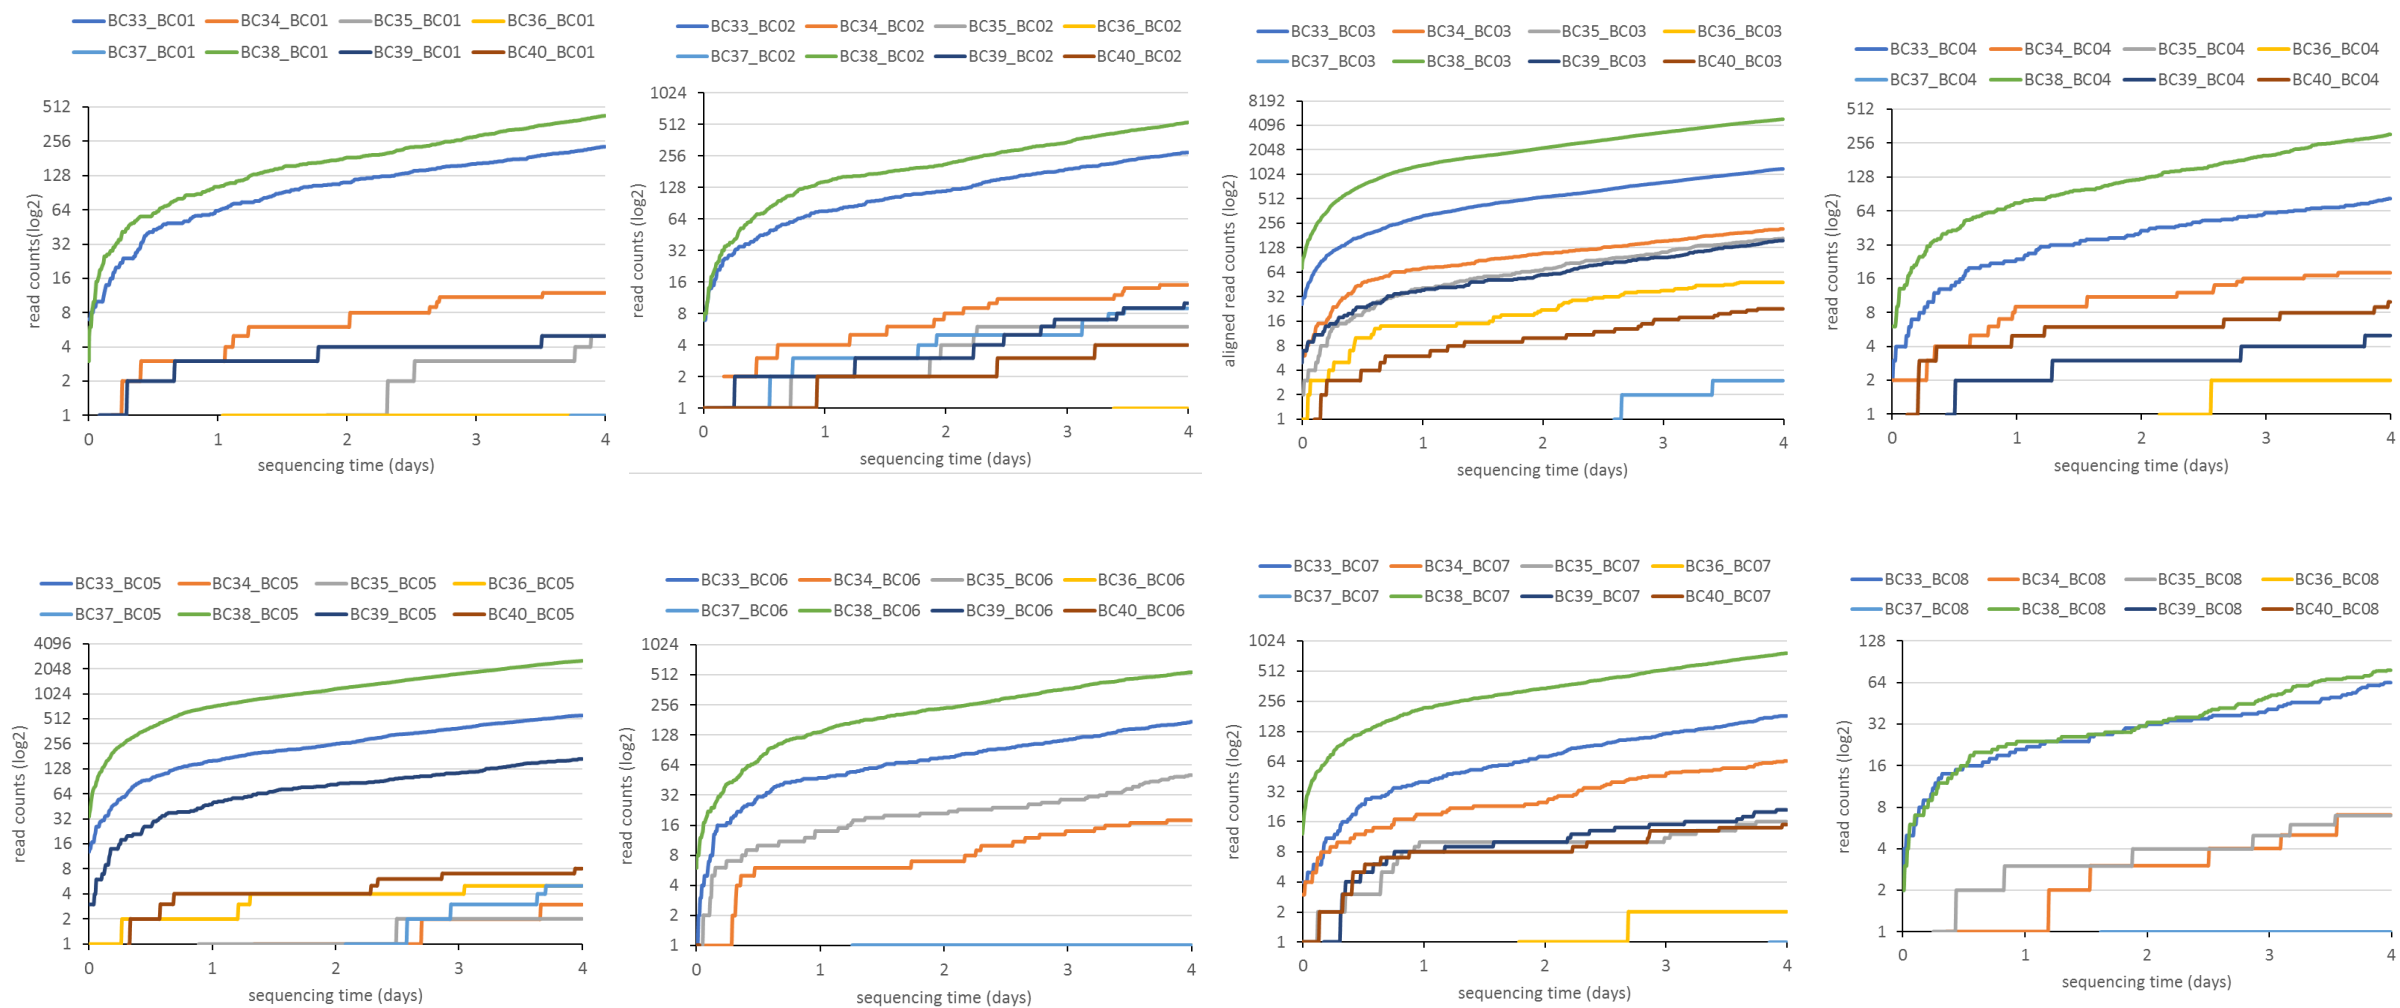 BC33_BC01 BC34_BC01 BC35_BC01 BC36_BC01
BC37_BC01 BC38_BC01 BC39_BC01 BC40_BC01
512
256
128
64
32
16
8
4
2
1
read counts(log2)
0 1 2 3 4
sequencing time (days)
BC33_BC02 BC34_BC02 BC35_BC02 BC36_BC02
BC37_BC02 BC38_BC02 BC39_BC02 BC40_BC02
1024
512
256
128
64
32
16
8
4
2
1
read counts (log2)
0 1 2 3 4
sequencing time (days)
BC33_BC03 BC34_BC03 BC35_BC03 BC36_BC03
BC37_BC03 BC38_BC03 BC39_BC03 BC40_BC03
8192
4096
2048
1024
512
256
128
64
32
16
8
4
2
1
aligned read counts (log2)
0 1 2 3 4
sequencing time (days)
BC33_BC04 BC34_BC04 BC35_BC04 BC36_BC04
BC37_BC04 BC38_BC04 BC39_BC04 BC40_BC04
512
256
128
64
32
16
8
4
2
1
read counts (log2)
0 1 2 3 4
sequencing time (days)
BC33_BC05 BC34_BC05 BC35_BC05 BC36_BC05
BC37_BC05 BC38_BC05 BC39_BC05 BC40_BC05
4096
2048
1024
512
256
128
64
32
16
8
4
2
1
read counts (log2)
0 1 2 3 4
sequencing time (days)
BC33_BC06 BC34_BC06 BC35_BC06 BC36_BC06
BC37_BC06 BC38_BC06 BC39_BC06 BC40_BC06
1024
512
256
128
64
32
16
8
4
2
1
read counts (log2)
0 1 2 3 4
sequencing time (days)
BC33_BC07 BC34_BC07 BC35_BC07 BC36_BC07
BC37_BC07 BC38_BC07 BC39_BC07 BC40_BC07
1024
512
256
128
64
32
16
8
4
2
1
read counts (log2)
0 1 2 3 4
sequencing time (days)
BC33_BC08 BC34_BC08 BC35_BC08 BC36_BC08
BC37_BC08 BC38_BC08 BC39_BC08 BC40_BC08
128
64
32
16
8
4
2
1
read counts (log2)
0 1 2 3 4
sequencing time (days)